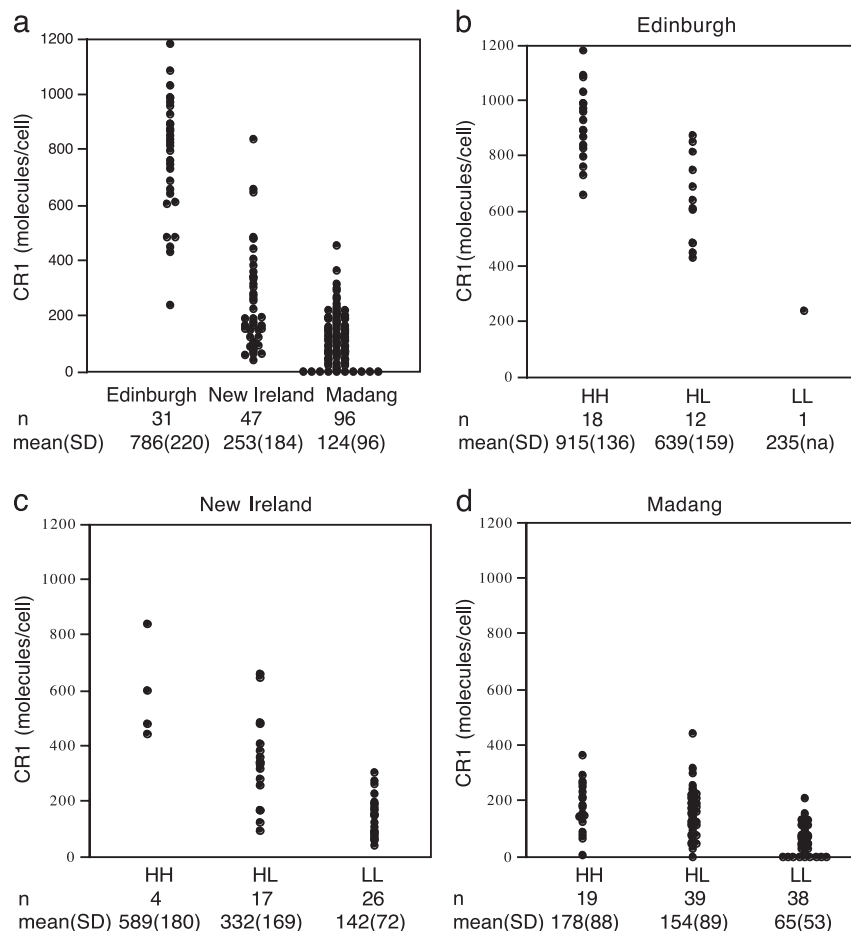 a
1200
1000
800
600
400
200
0
CR1 (molecules/cell)
Edinburgh New Ireland Madang
n 31 47 96
mean(SD) 786(220) 253(184) 124(96)
b Edinburgh
1200
1000
800
600
400
200
0
CR1(molecules/cell)
HH HL LL
n 18 12 1
mean(SD) 915(136) 639(159) 235(na)
c New Ireland
1200
1000
800
600
400
200
0
CR1 (molecules/cell)
HH HL LL
n 4 17 26
mean(SD) 589(180) 332(169) 142(72)
d Madang
1200
1000
800
600
400
200
0
CR1 (molecules/cell)
HH HL LL
n 19 39 38
mean(SD) 178(88) 154(89) 65(53)